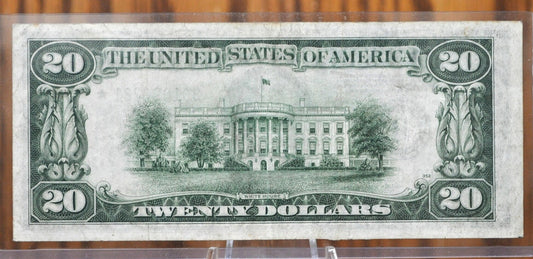 20 THE UNITED STATES OF AMERICA 20
WHITE HOUSE
20 TWENTY DOLLARS 20